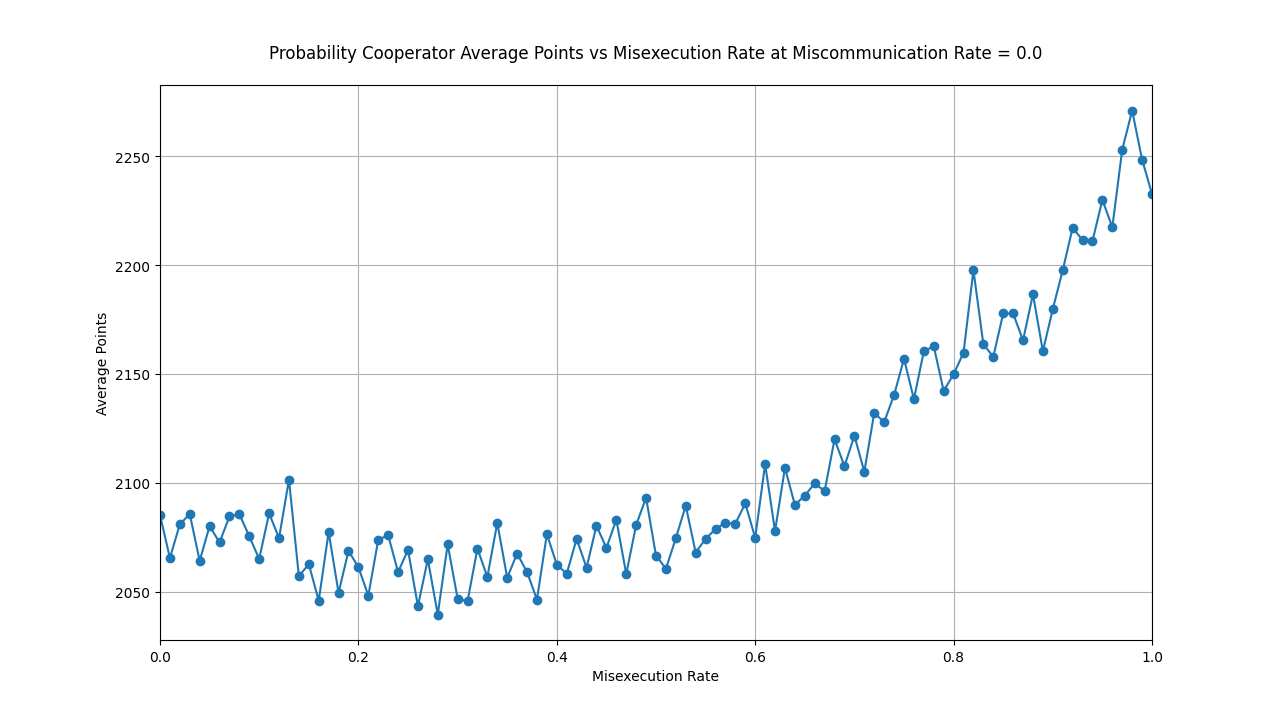 Probability Cooperator Average Points vs Misexecution Rate at Miscommunication Rate = 0.0
2250
2200
2150
2100
2050
Average Points
0.0 0.2 0.4 0.6 0.8 1.0
Misexecution Rate